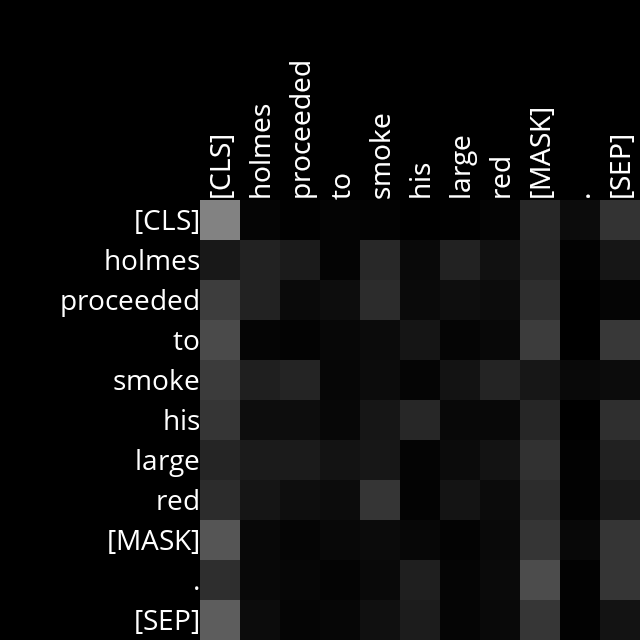 [CLS] holmes proceeded to smoke his large red [MASK] . [SEP]
[CLS]
holmes
proceeded
to
smoke
his
large
red
[MASK]
.
[SEP]